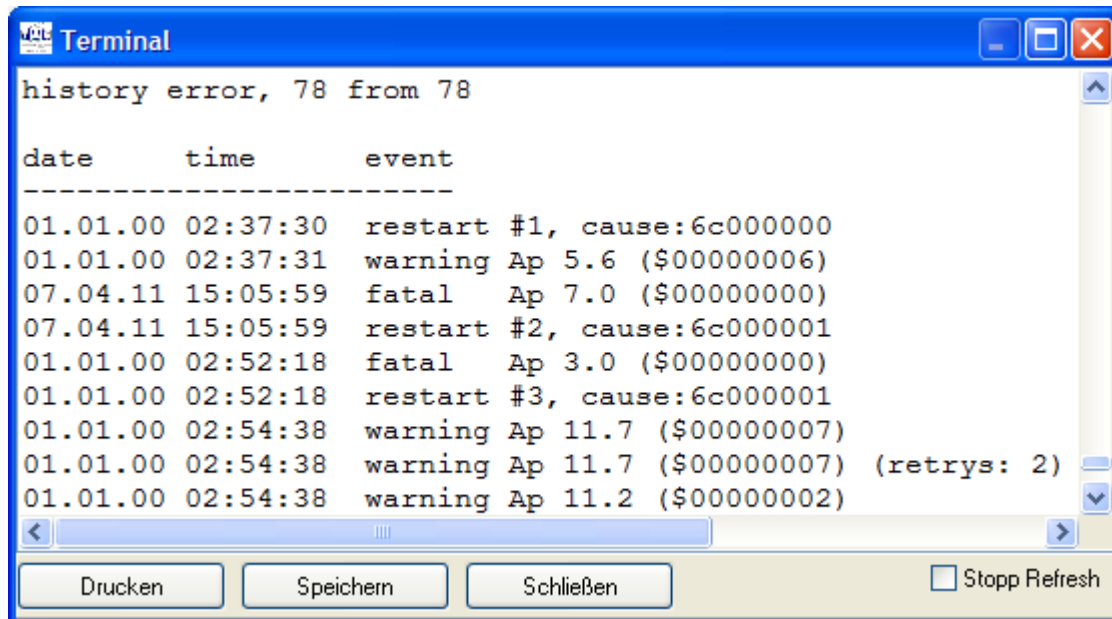 Terminal
history error, 78 from 78
date time event
------------------------
01.01.00 02:37:30 restart #1, cause:6c000000
01.01.00 02:37:31 warning Ap 5.6 ($00000006)
07.04.11 15:05:59 fatal Ap 7.0 ($00000000)
07.04.11 15:05:59 restart #2, cause:6c000001
01.01.00 02:52:18 fatal Ap 3.0 ($00000000)
01.01.00 02:52:18 restart #3, cause:6c000001
01.01.00 02:54:38 warning Ap 11.7 ($00000007)
01.01.00 02:54:38 warning Ap 11.7 ($00000007) (retrys: 2)
01.01.00 02:54:38 warning Ap 11.2 ($00000002)
Drucken Speichern Schließen Stopp Refresh